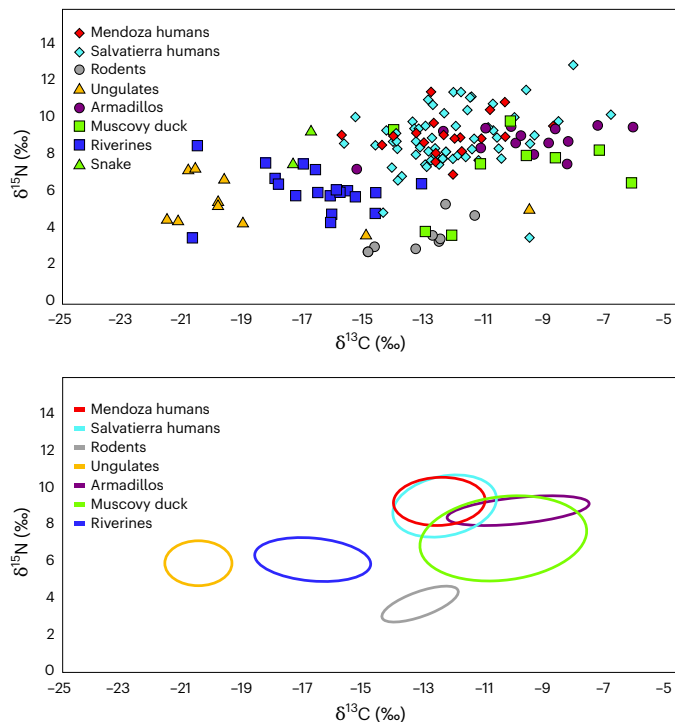 14
12
10
8
6
4
2
0
δ15N (‰)
Mendoza humans
Salvatierra humans
Rodents
Ungulates
Armadillos
Muscovy duck
Riverines
Snake
–25 –23 –21 –19 –17 –15 –13 –11 –9 –7 –5
δ13C (‰)
14
12
10
8
6
4
2
0
δ15N (‰)
Mendoza humans
Salvatierra humans
Rodents
Ungulates
Armadillos
Muscovy duck
Riverines
–25 –23 –21 –19 –17 –15 –13 –11 –9 –7 –5
δ13C (‰)